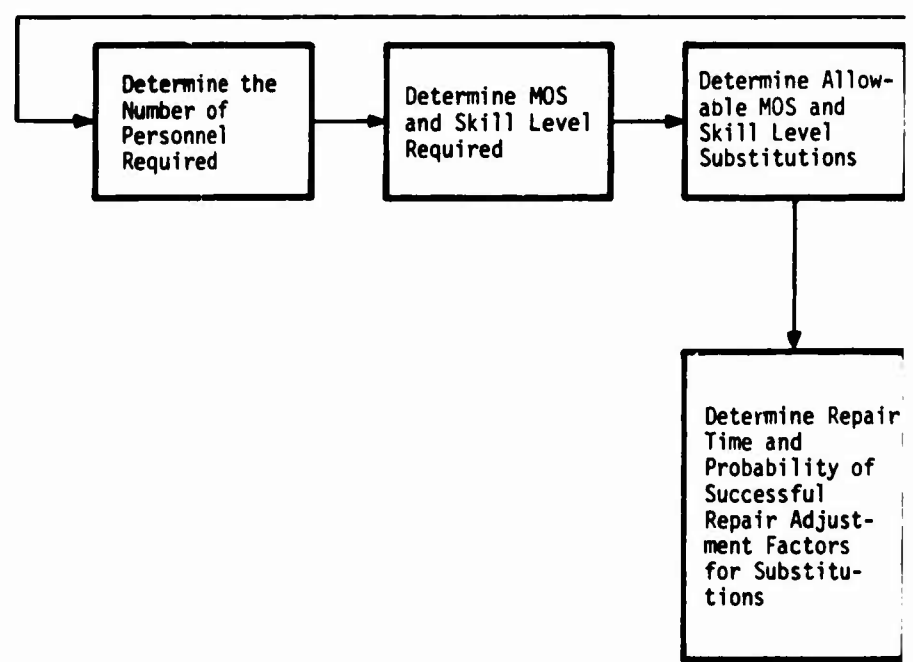 Determine the
Number of
Personnel
Required
Determine MOS
and Skill Level
Required
Determine Allow-
able MOS and
Skill Level
Substitutions
Determine Repair
Time and
Probability of
Successful
Repair Adjust-
ment Factors
for Substitu-
tions